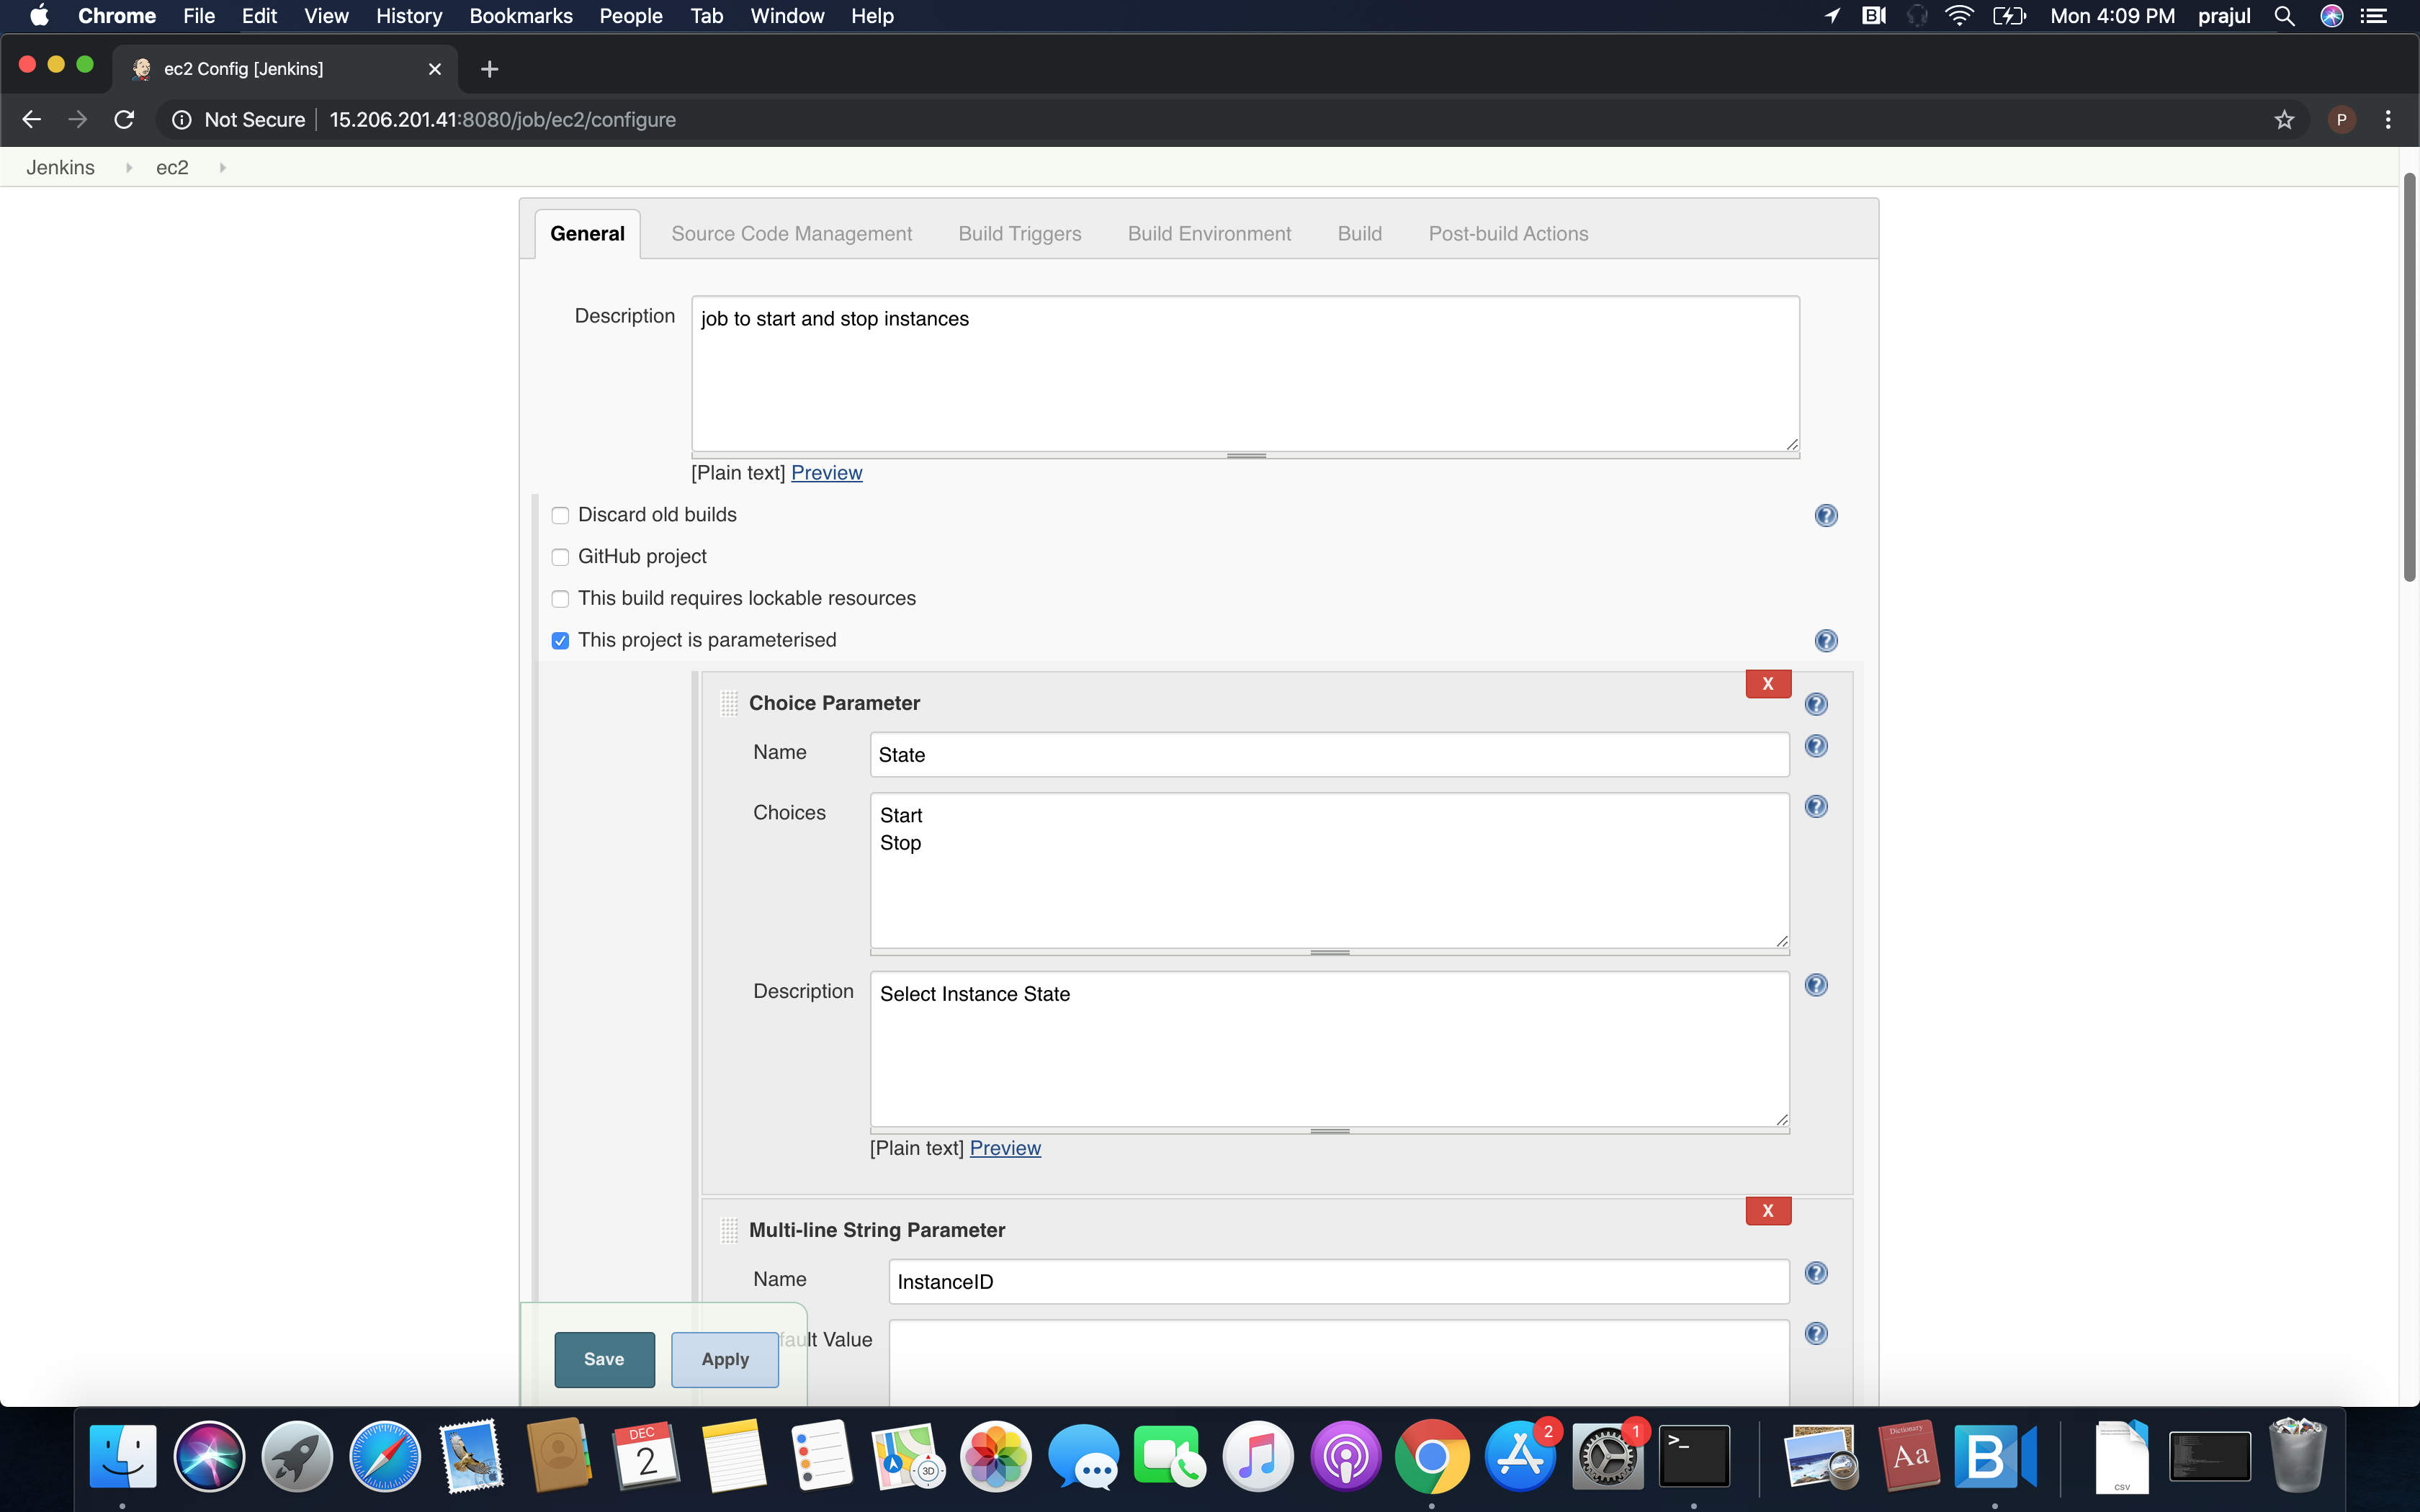 Chrome File Edit View History Bookmarks People Tab Window Help Mon 4:09 PM prajul
ec2 Config [Jenkins]
Not Secure 15.206.201.41:8080/job/ec2/configure P
Jenkins ec2
General Source Code Management Build Triggers Build Environment Build Post-build Actions
Description job to start and stop instances
[Plain text] Preview
Discard old builds
GitHub project
This build requires lockable resources
This project is parameterised
X
Choice Parameter
Name State
Choices Start
Stop
Description Select Instance State
[Plain text] Preview
X
Multi-line String Parameter
Name InstanceID
fault Value
Save Apply
DEC
2
3D
2
1
>_
Dictionary
Aa
B
CSV